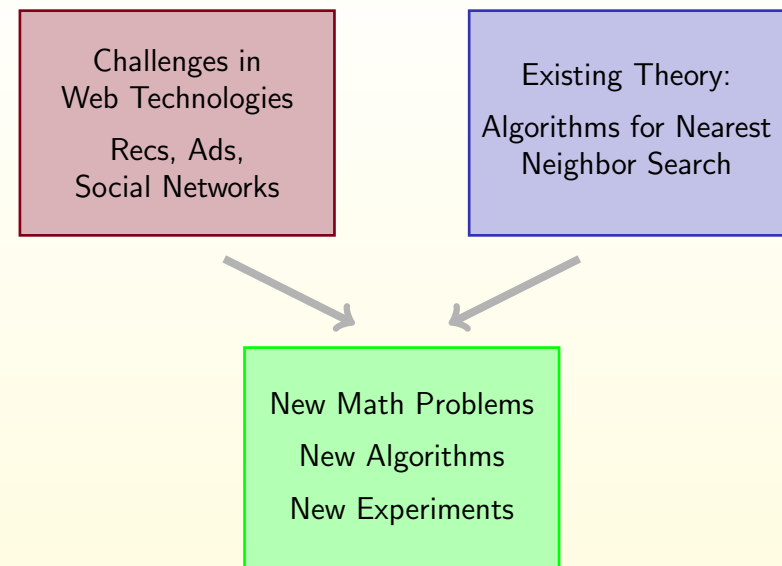 Challenges in
Web Technologies
Recs, Ads,
Social Networks
Existing Theory:
Algorithms for Nearest
Neighbor Search
New Math Problems
New Algorithms
New Experiments